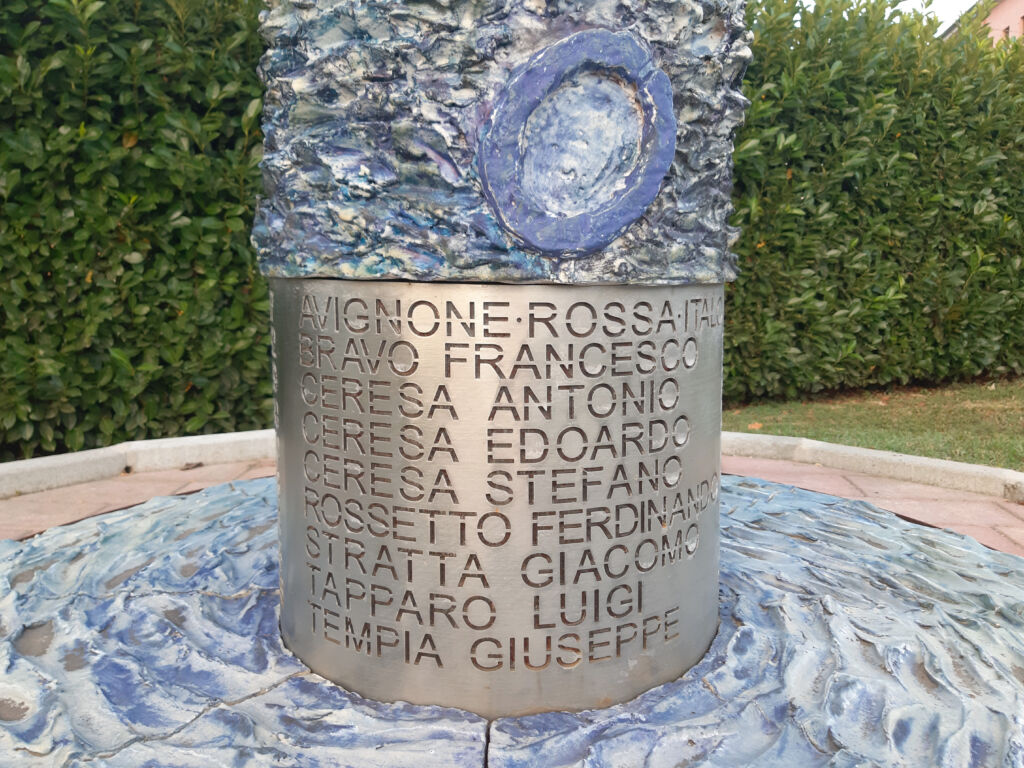 AVIGNONE·ROSSA·ITALO
BRAVO FRANCESCO
CERESA ANTONIO
CERESA EDOARDO
CERESA STEFANO
ROSSETTO FERDINANDO
STRATTA GIACOMO
TAPPARO LUIGI
TEMPIA GIUSEPPE